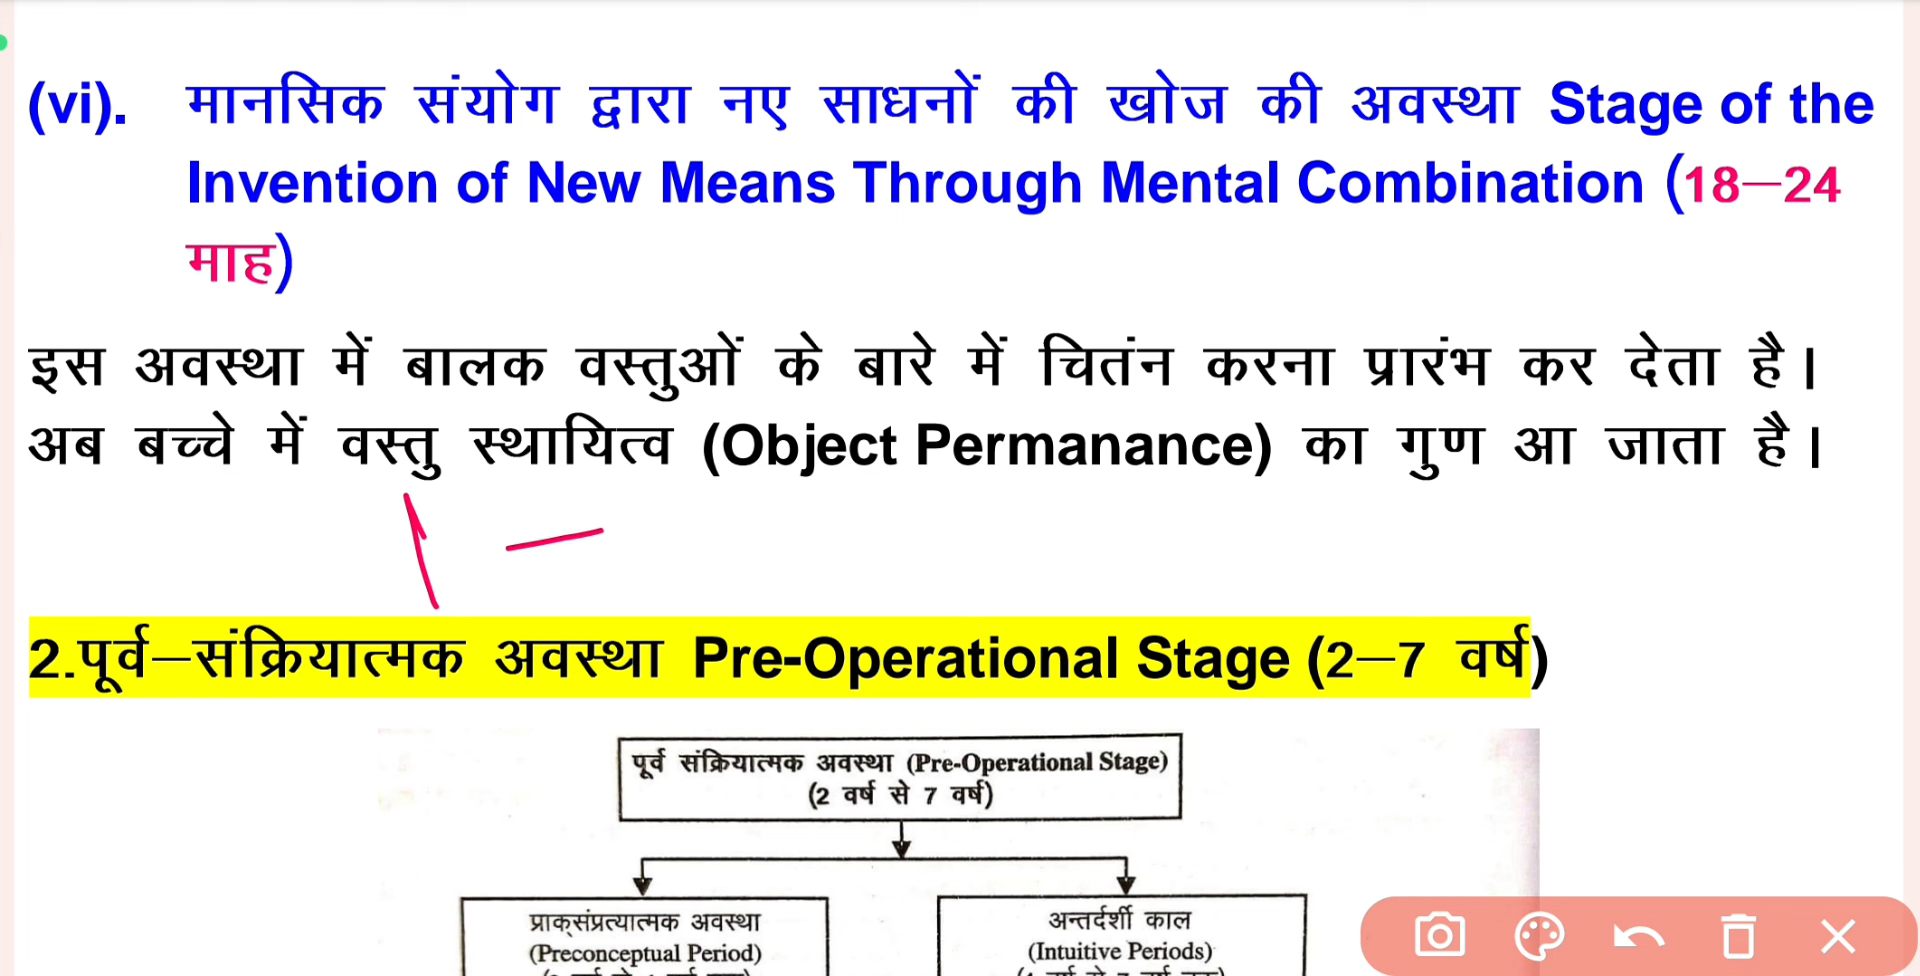 (vi). मानसिक संयोग द्वारा नए साधनों की खोज की अवस्था Stage of the
Invention of New Means Through Mental Combination (18–24
माह)
इस अवस्था में बालक वस्तुओं के बारे में चितंन करना प्रारंभ कर देता है।
अब बच्चे में वस्तु स्थायित्व (Object Permanance) का गुण आ जाता है।
2.पूर्व–संक्रियात्मक अवस्था Pre-Operational Stage (2–7 वर्ष)
पूर्व संक्रियात्मक अवस्था (Pre-Operational Stage)
(2 वर्ष से 7 वर्ष)
प्राक्संप्रत्यात्मक अवस्था
(Preconceptual Period)
अन्तर्दर्शी काल
(Intuitive Periods)